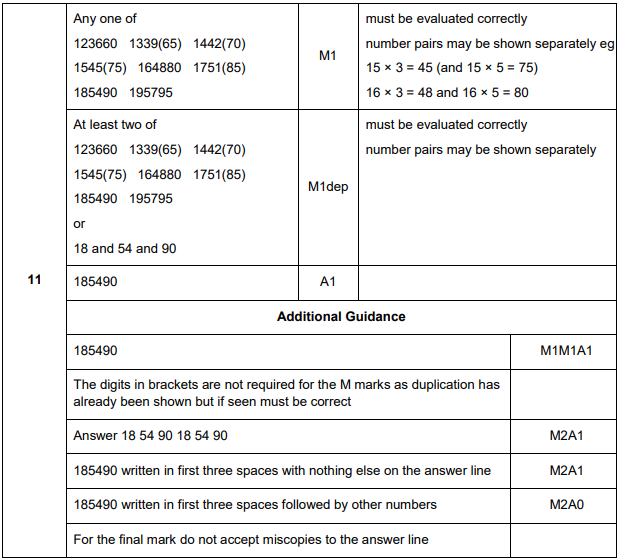 Any one of
123660 1339(65) 1442(70)
1545(75) 164880 1751(85)
185490 195795
M1
must be evaluated correctly
number pairs may be shown separately eg
15 × 3 = 45 (and 15 × 5 = 75)
16 × 3 = 48 and 16 × 5 = 80
At least two of
123660 1339(65) 1442(70)
1545(75) 164880 1751(85)
185490 195795
or
18 and 54 and 90
M1dep
must be evaluated correctly
number pairs may be shown separately
11
185490
A1
Additional Guidance
185490
M1M1A1
The digits in brackets are not required for the M marks as duplication has
already been shown but if seen must be correct
Answer 18 54 90 18 54 90
M2A1
185490 written in first three spaces with nothing else on the answer line
M2A1
185490 written in first three spaces followed by other numbers
M2A0
For the final mark do not accept miscopies to the answer line